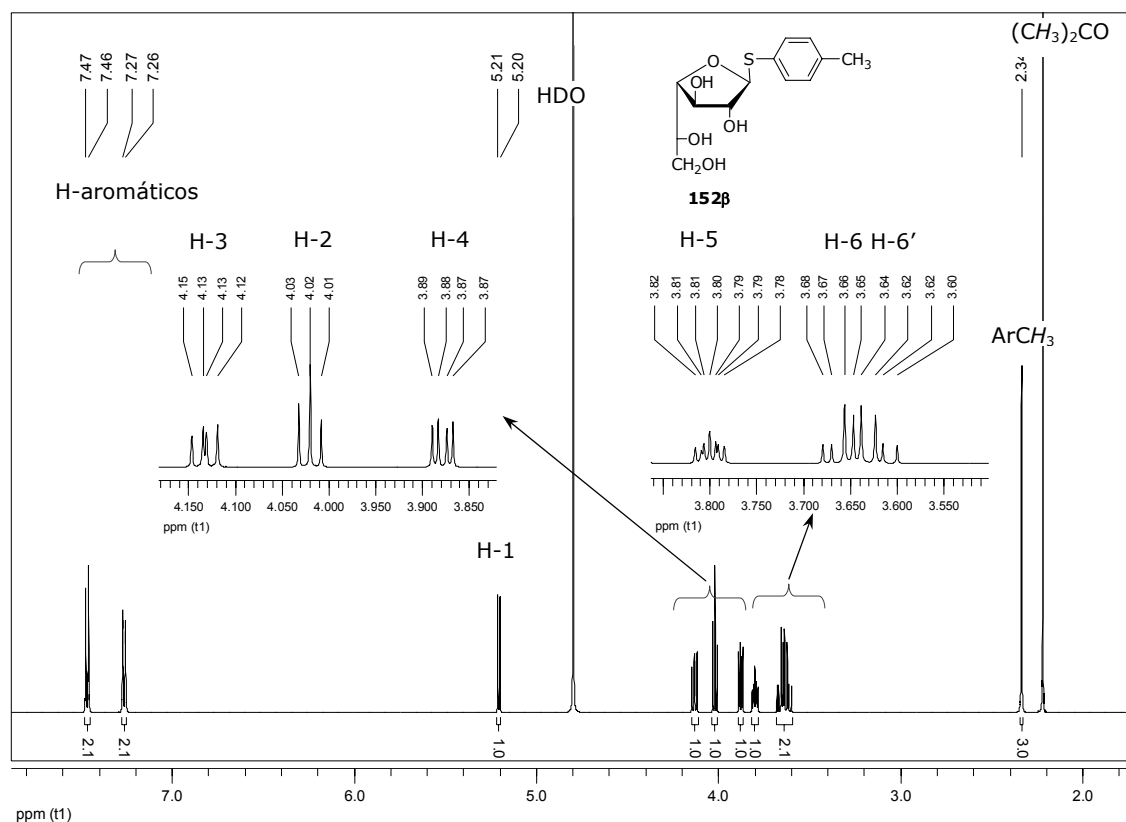 (CH₃)₂CO
7.47
7.46
7.27
7.26
5.21
5.20
2.34
HDO
O
S
CH₃
OH
OH
OH
CH₂OH
152β
H-aromáticos
H-3 H-2 H-4 H-5 H-6 H-6′
4.15
4.13
4.13
4.12
4.03
4.02
4.01
3.89
3.88
3.87
3.87
3.82
3.81
3.81
3.80
3.79
3.79
3.78
3.68
3.67
3.66
3.65
3.64
3.62
3.62
3.60
ArCH₃
4.150 4.100 4.050 4.000 3.950 3.900 3.850
ppm (t1)
3.800 3.750 3.700 3.650 3.600 3.550
ppm (t1)
H-1
2.1 2.1 1.0 1.0 1.0 1.0 1.0 2.1 3.0
7.0 6.0 5.0 4.0 3.0 2.0
ppm (t1)